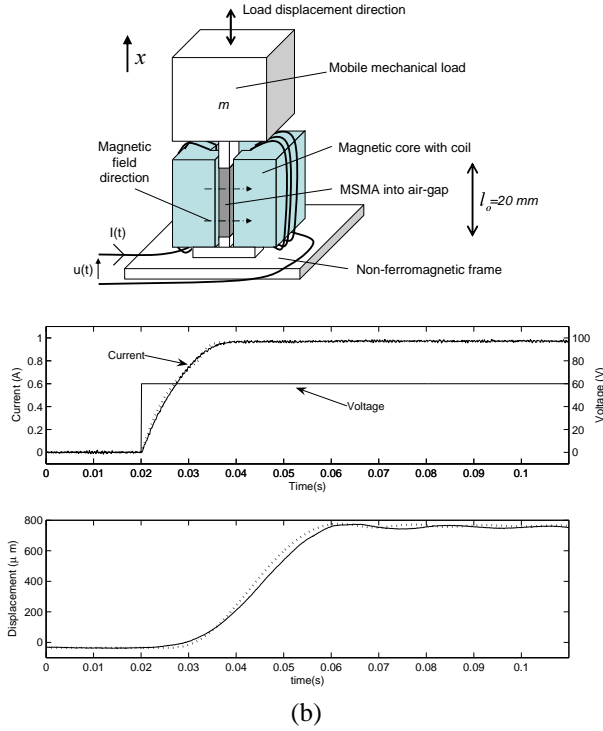 Load displacement direction
x
Mobile mechanical load
m
Magnetic field direction
Magnetic core with coil
MSMA into air-gap
l_o=20 mm
I(t)
u(t)
Non-ferromagnetic frame
Current (A)
1
0.8
0.6
0.4
0.2
0
Current
Voltage
100
80
60
40
20
0
Voltage (V)
0 0.01 0.02 0.03 0.04 0.05 0.06 0.07 0.08 0.09 0.1
Time(s)
Displacement (μ m)
800
600
400
200
0
0 0.01 0.02 0.03 0.04 0.05 0.06 0.07 0.08 0.09 0.1
time(s)
(b)